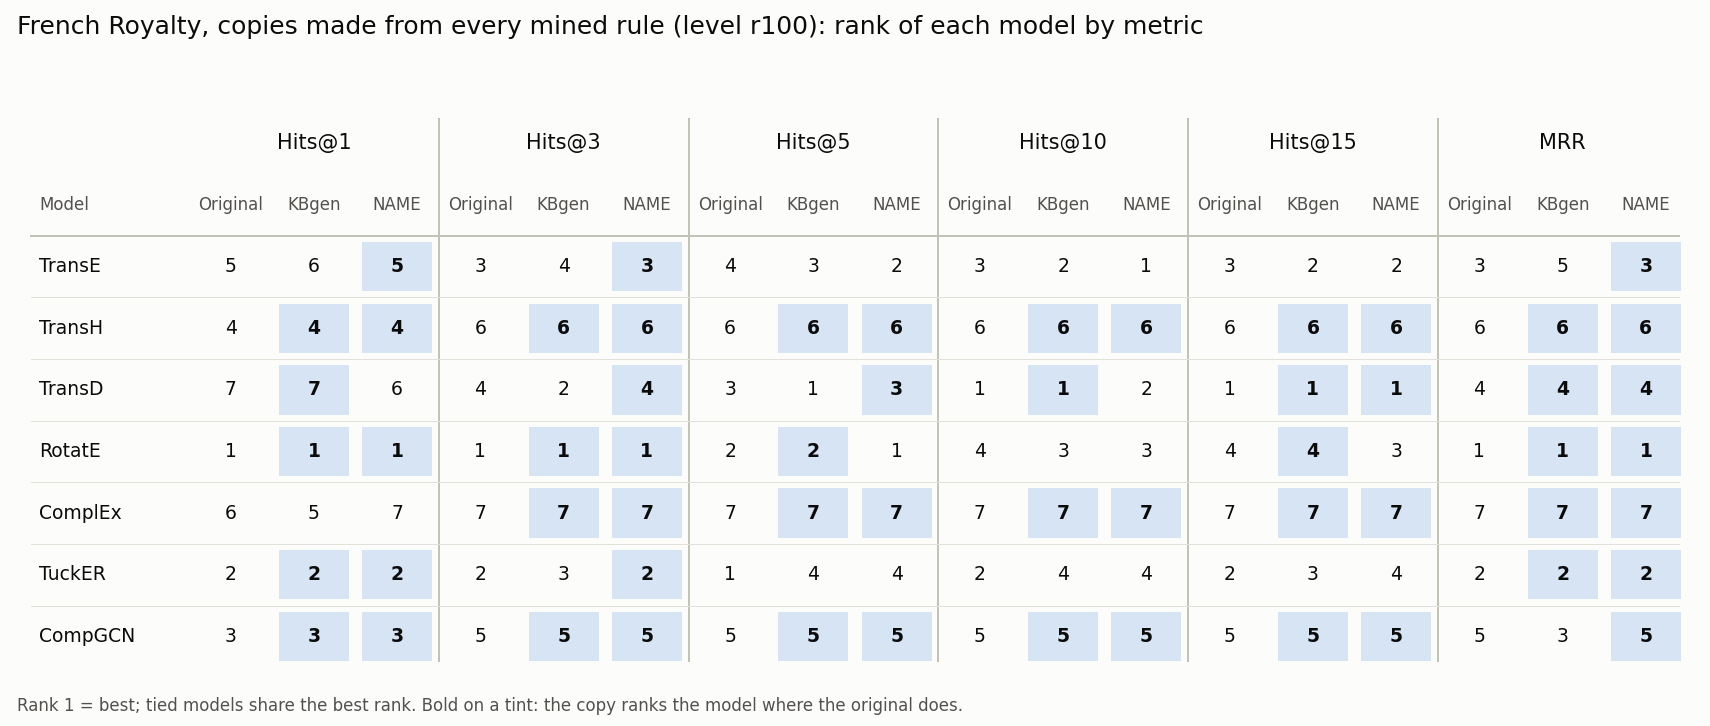 French Royalty, copies made from every mined rule (level r100): rank of each model by metric
Hits@1 Hits@3 Hits@5 Hits@10 Hits@15 MRR
Model Original KBgen NAME Original KBgen NAME Original KBgen NAME Original KBgen NAME Original KBgen NAME Original KBgen NAME
TransE 5 6 5 3 4 3 4 3 2 3 2 1 3 2 2 3 5 3
TransH 4 4 4 6 6 6 6 6 6 6 6 6 6 6 6 6 6 6
TransD 7 7 6 4 2 4 3 1 3 1 1 2 1 1 1 4 4 4
RotatE 1 1 1 1 1 1 2 2 1 4 3 3 4 4 3 1 1 1
ComplEx 6 5 7 7 7 7 7 7 7 7 7 7 7 7 7 7 7 7
TuckER 2 2 2 2 3 2 1 4 4 2 4 4 2 3 4 2 2 2
CompGCN 3 3 3 5 5 5 5 5 5 5 5 5 5 5 5 5 3 5
Rank 1 = best; tied models share the best rank. Bold on a tint: the copy ranks the model where the original does.